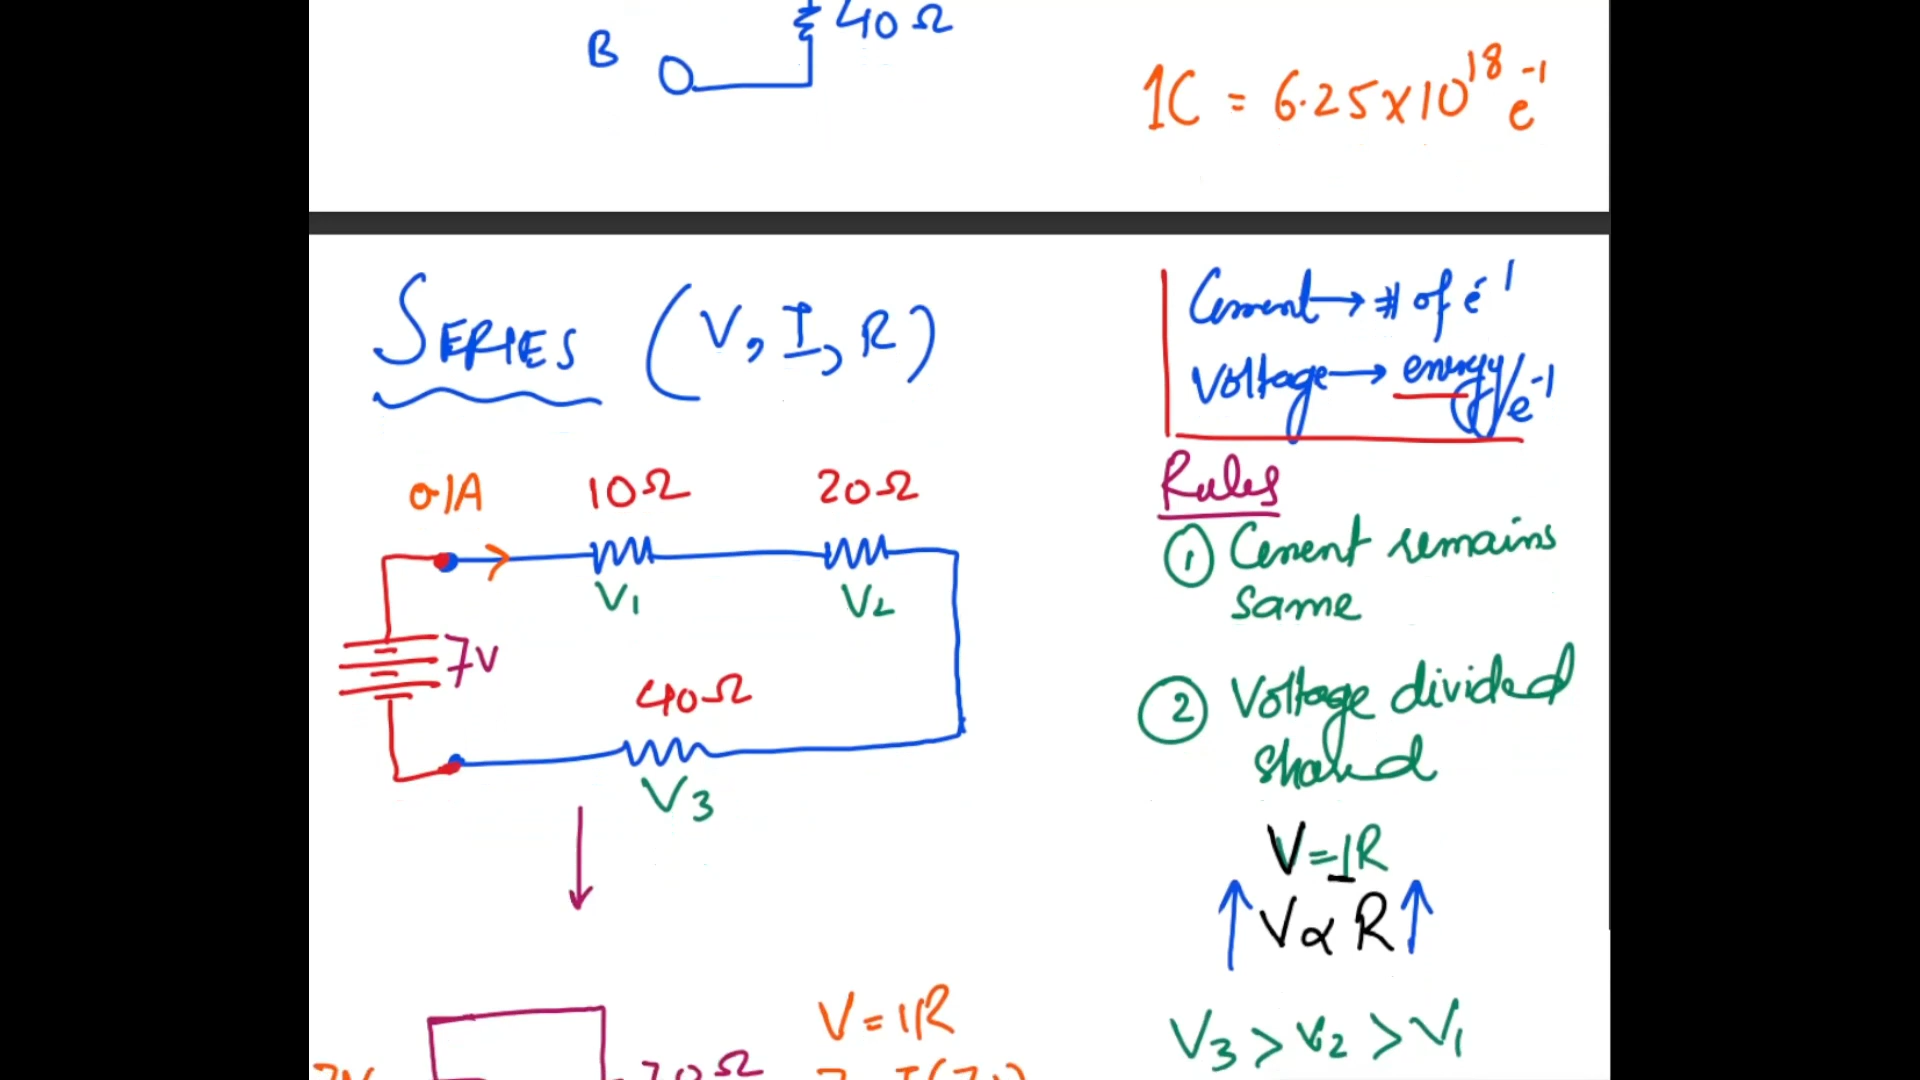 40Ω
B
1C = 6.25x10^18 e^-1
SERIES (V, I, R)
Current → # of e^-1
Voltage → energy/e^-1
Rules
① Current remains
same
② Voltage divided
shared
V=IR
↑ V∝R ↑
V3 > V2 > V1
0.1A
10Ω
20Ω
V1
V2
7V
40Ω
V3
V=IR